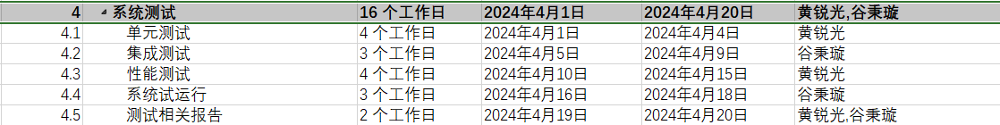 4 系统测试 16 个工作日 2024年4月1日 2024年4月20日 黄锐光,谷秉璇
4.1 单元测试 4 个工作日 2024年4月1日 2024年4月4日 黄锐光
4.2 集成测试 3 个工作日 2024年4月5日 2024年4月9日 谷秉璇
4.3 性能测试 4 个工作日 2024年4月10日 2024年4月15日 黄锐光
4.4 系统试运行 3 个工作日 2024年4月16日 2024年4月18日 谷秉璇
4.5 测试相关报告 2 个工作日 2024年4月19日 2024年4月20日 黄锐光,谷秉璇